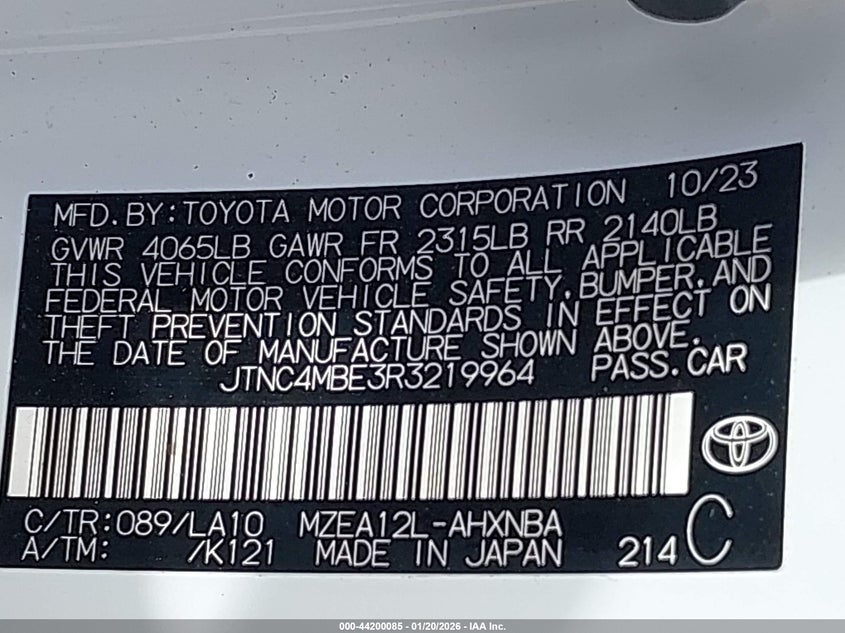 MFD.BY:TOYOTA MOTOR CORPORATION 10/23
GVWR 4065LB GAWR FR 2315LB RR 2140LB
THIS VEHICLE CONFORMS TO ALL APPLICABLE
FEDERAL MOTOR VEHICLE SAFETY,BUMPER,AND
THEFT PREVENTION STANDARDS IN EFFECT ON
THE DATE OF MANUFACTURE SHOWN ABOVE.
JTNC4MBE3R3219964 PASS.CAR
C/TR:089/LA10 MZEA12L-AHXNBA
A/TM: /K121 MADE IN JAPAN 214 C
000-44200085 - 01/20/2026 - IAA Inc.